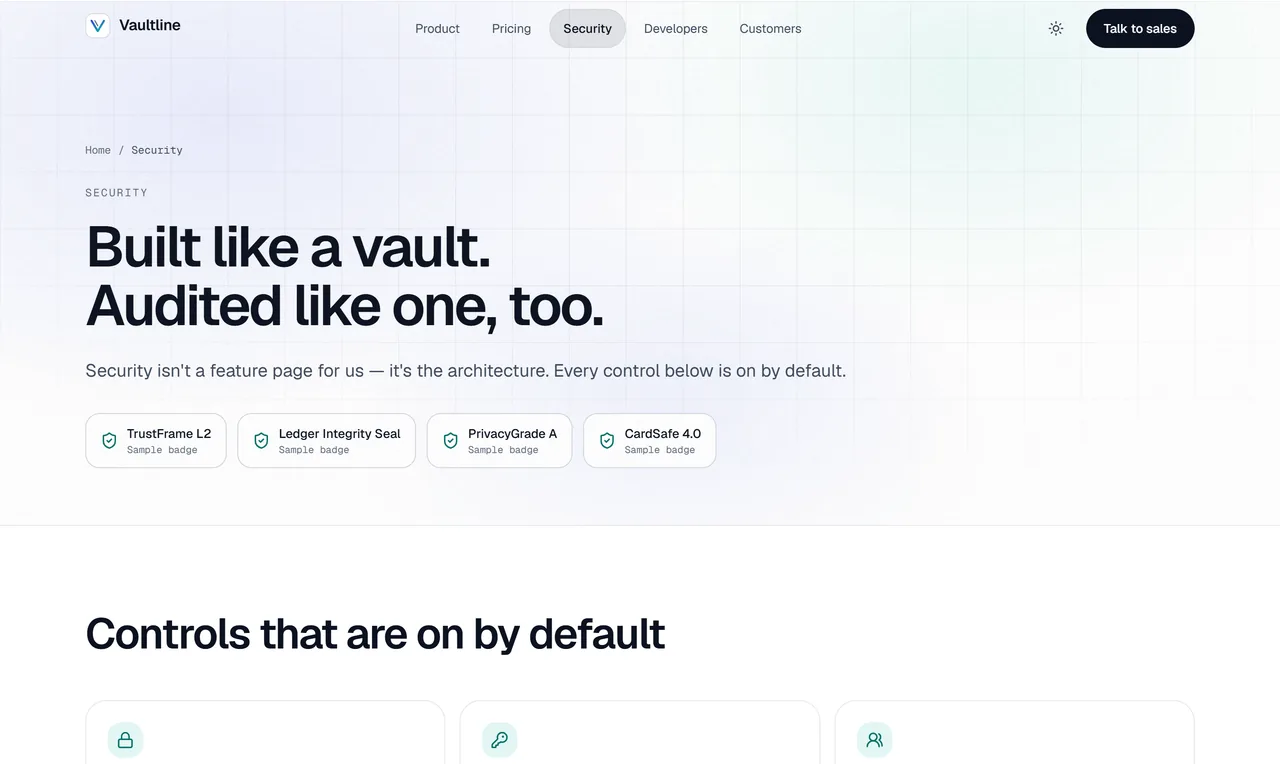 Vaultline
Product
Pricing
Security
Developers
Customers
Talk to sales
Home / Security
SECURITY
Built like a vault.
Audited like one, too.
Security isn't a feature page for us — it's the architecture. Every control below is on by default.
TrustFrame L2
Sample badge
Ledger Integrity Seal
Sample badge
PrivacyGrade A
Sample badge
CardSafe 4.0
Sample badge
Controls that are on by default